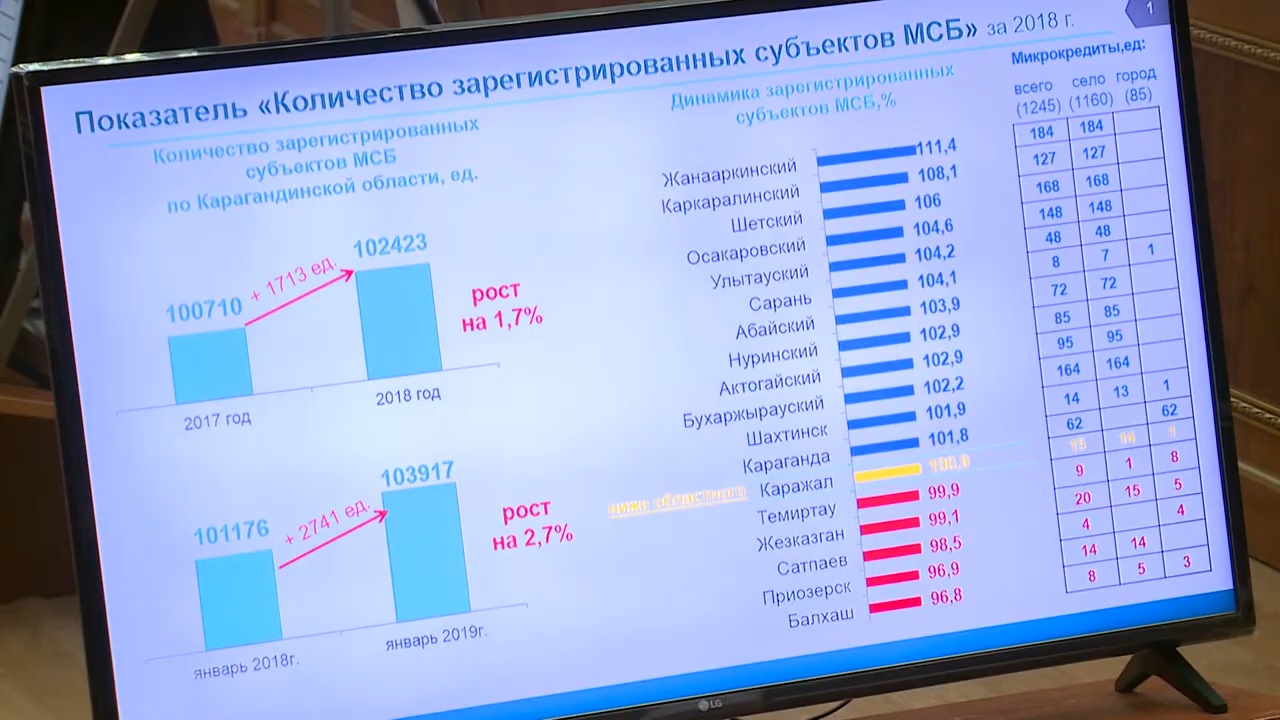 1
Показатель «Количество зарегистрированных субъектов МСБ» за 2018 г.
Количество зарегистрированных
субъектов МСБ
по Карагандинской области, ед.
100710
+ 1713 ед.
102423
рост
на 1,7%
2017 год
2018 год
101176
+ 2741 ед.
103917
рост
на 2,7%
январь 2018г.
январь 2019г.
Динамика зарегистрированных
субъектов МСБ,%
Жанааркинский 111,4
Каркаралинский 108,1
Шетский 106
Осакаровский 104,6
Улытауский 104,2
Сарань 104,1
Абайский 103,9
Нуринский 102,9
Актогайский 102,9
Бухаржырауский 102,2
Шахтинск 101,9
Караганда 101,8
ниже областного
Каражал 100,9
Темиртау 99,9
Жезказган 99,1
Сатпаев 98,5
Приозерск 96,9
Балхаш 96,8
Микрокредиты,ед:
всего село город
(1245) (1160) (85)
184 184
127 127
168 168
148 148
48 48
8 7 1
72 72
85 85
95 95
164 164
14 13 1
62 62
15 14 1
9 1 8
20 15 5
4 4
14 14
8 5 3
LG